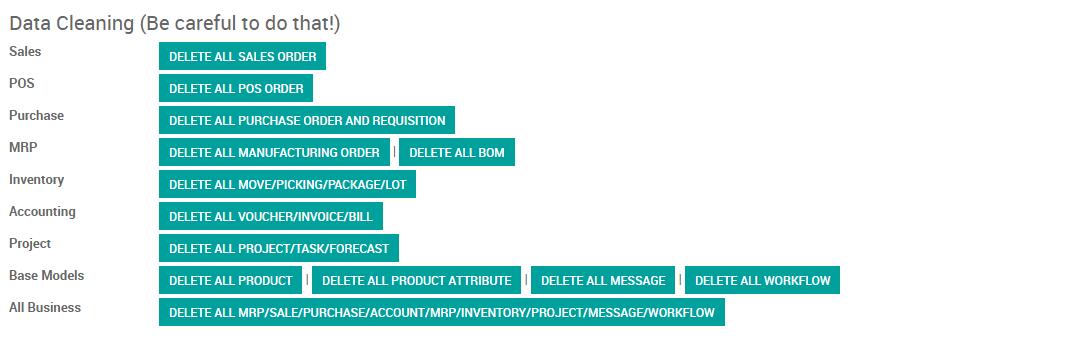 Data Cleaning (Be careful to do that!)
Sales DELETE ALL SALES ORDER
POS DELETE ALL POS ORDER
Purchase DELETE ALL PURCHASE ORDER AND REQUISITION
MRP DELETE ALL MANUFACTURING ORDER | DELETE ALL BOM
Inventory DELETE ALL MOVE/PICKING/PACKAGE/LOT
Accounting DELETE ALL VOUCHER/INVOICE/BILL
Project DELETE ALL PROJECT/TASK/FORECAST
Base Models DELETE ALL PRODUCT | DELETE ALL PRODUCT ATTRIBUTE | DELETE ALL MESSAGE | DELETE ALL WORKFLOW
All Business DELETE ALL MRP/SALE/PURCHASE/ACCOUNT/MRP/INVENTORY/PROJECT/MESSAGE/WORKFLOW